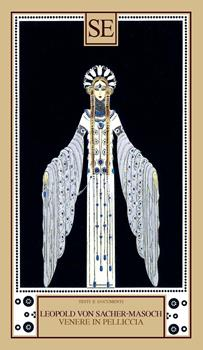 SE
TESTI E DOCUMENTI
LEOPOLD VON SACHER-MASOCH
VENERE IN PELLICCIA